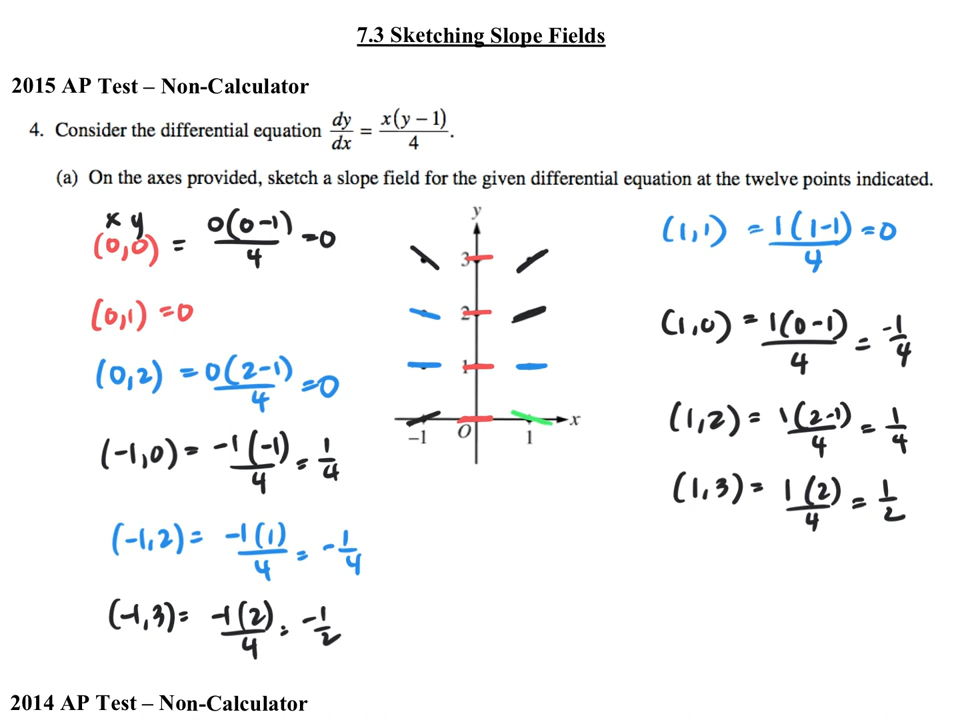 7.3 Sketching Slope Fields
2015 AP Test – Non-Calculator
4. Consider the differential equation dy/dx = x(y – 1)/4.
(a) On the axes provided, sketch a slope field for the given differential equation at the twelve points indicated.
x y
(0,0) = 0(0-1)/4 = 0
(0,1) = 0
(0,2) = 0(2-1)/4 = 0
(-1,0) = -1(-1)/4 = 1/4
(-1,2) = -1(1)/4 = -1/4
(-1,3) = -1(2)/4 = -1/2
y
3
2
1
-1 O 1 x
(1,1) = 1(1-1)/4 = 0
(1,0) = 1(0-1)/4 = -1/4
(1,2) = 1(2-1)/4 = 1/4
(1,3) = 1(2)/4 = 1/2
2014 AP Test – Non-Calculator